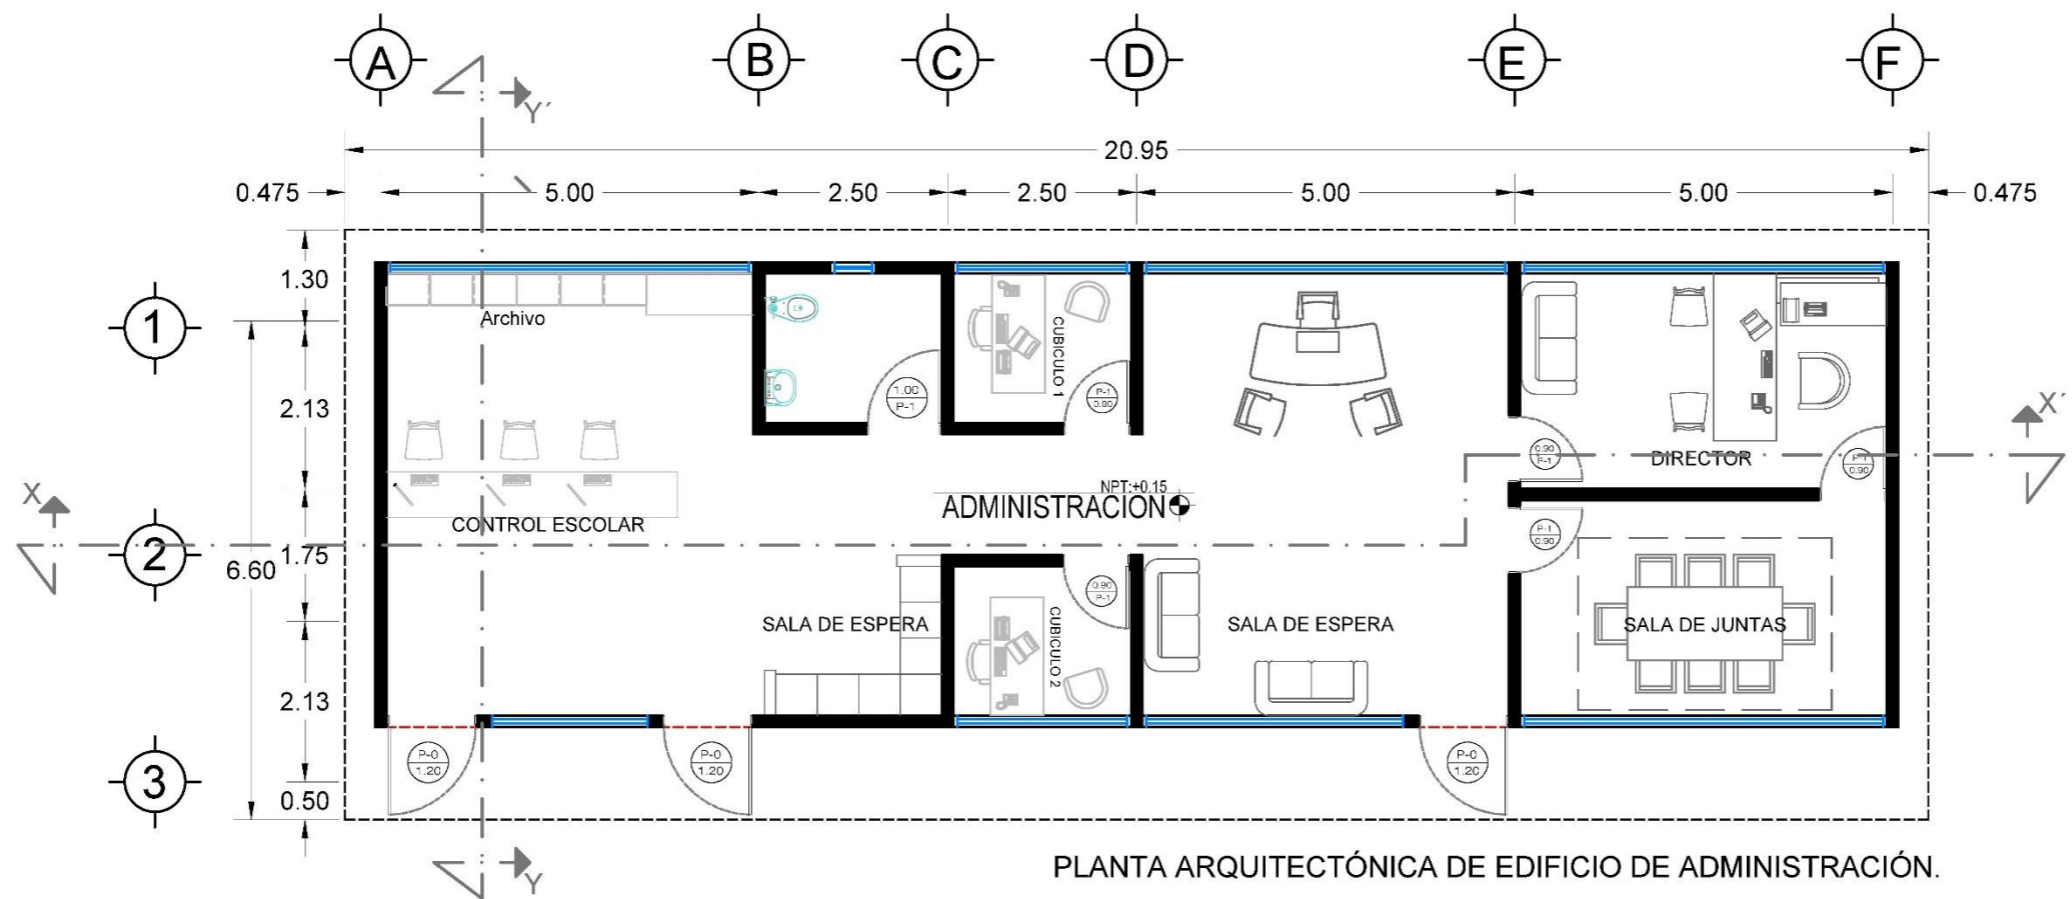 A
B
C
D
E
F
Y´
20.95
0.475
5.00
2.50
2.50
5.00
5.00
0.475
1.30
Archivo
1
2.13
CUBICULO 1
1.00
P-1
P-1
0.90
0.90
P-1
DIRECTOR
P-1
0.90
X´
X
NPT:+0.15
ADMINISTRACION
CONTROL ESCOLAR
P-1
0.90
2
6.60
1.75
0.90
P-1
SALA DE ESPERA
CUBICULO 2
SALA DE ESPERA
SALA DE JUNTAS
2.13
3
P-0
1.20
P-0
1.20
P-0
1.20
0.50
Y
PLANTA ARQUITECTÓNICA DE EDIFICIO DE ADMINISTRACIÓN.